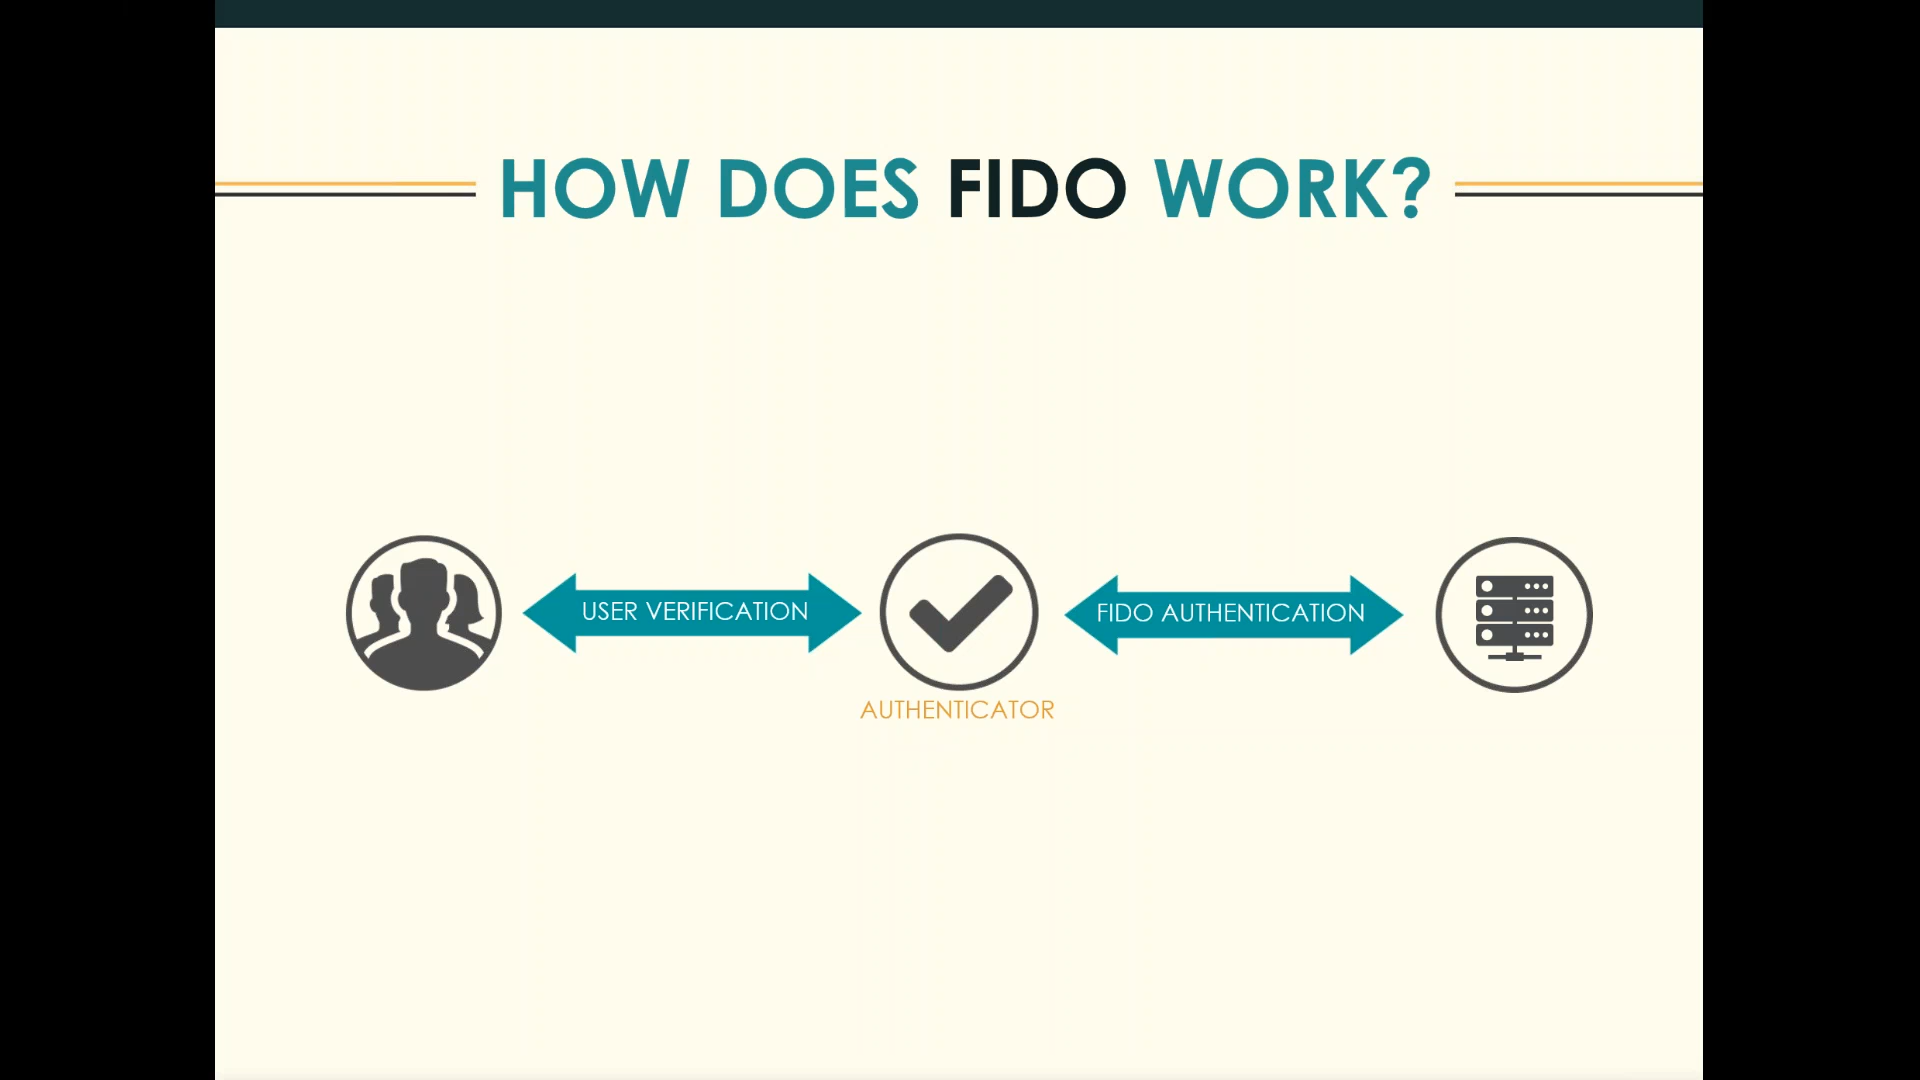 HOW DOES FIDO WORK?
USER VERIFICATION
FIDO AUTHENTICATION
AUTHENTICATOR